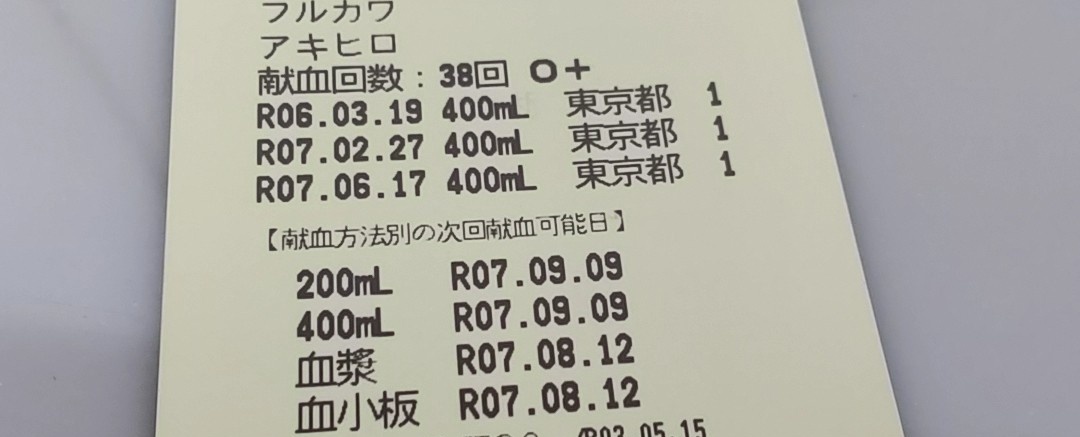 フルカワ
アキヒロ
献血回数：38回 O+
R06.03.19 400mL 東京都 1
R07.02.27 400mL 東京都 1
R07.06.17 400mL 東京都 1
【献血方法別の次回献血可能日】
200mL R07.09.09
400mL R07.09.09
血漿 R07.08.12
血小板 R07.08.12